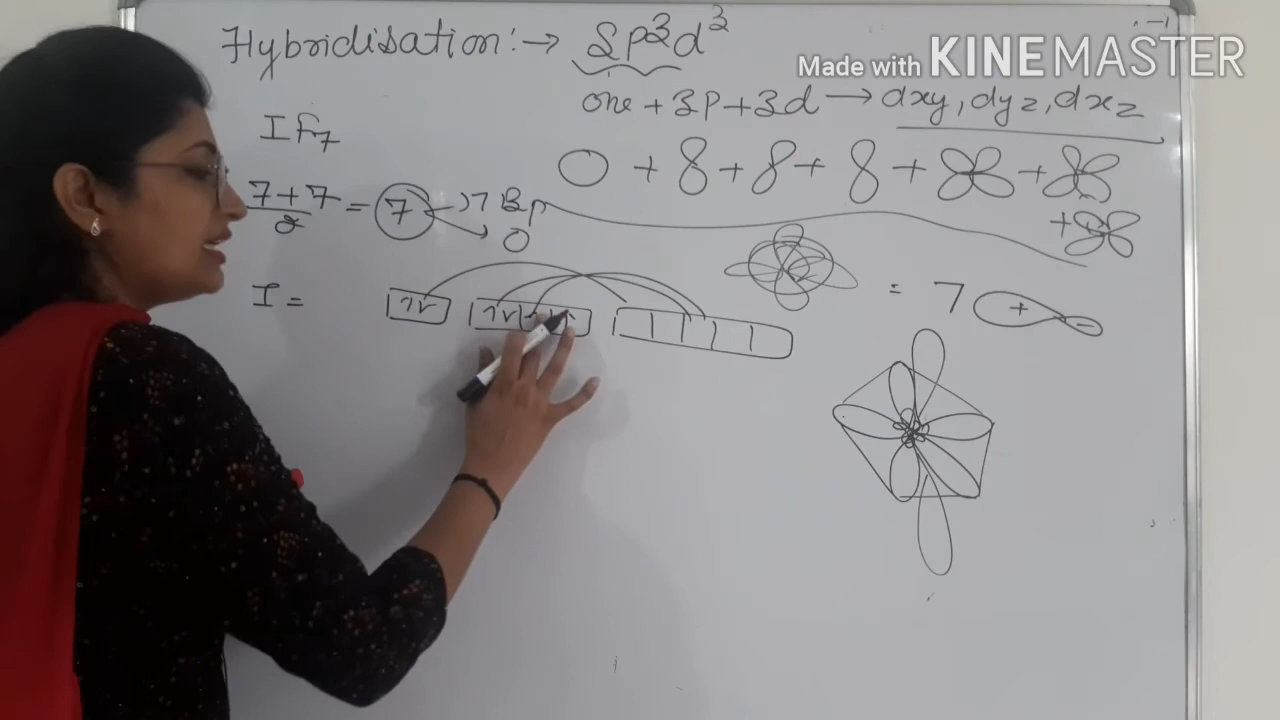 Made with KINEMASTER
Hybridisation :→ SP³d³
one + 3p + 3d → dxy, dyz, dxz
IF₇
7+7/2 = 7 → 7 Bp
→ 0
+ + + + +
+
= 7 + -
I =